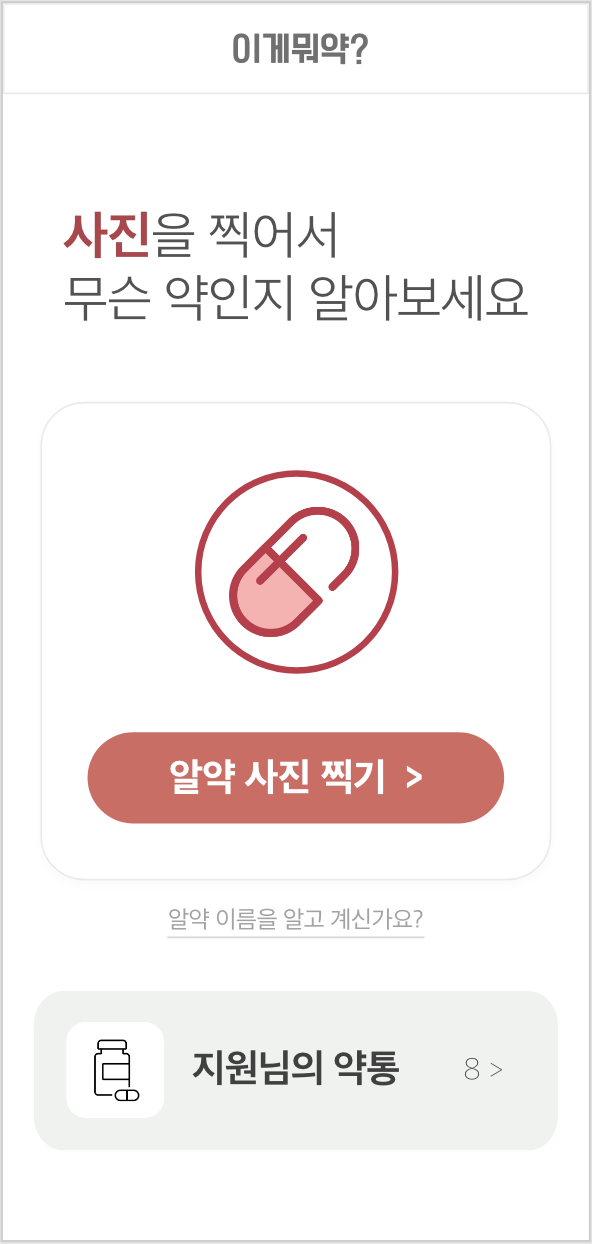 이게뭐약?
사진을 찍어서
무슨 약인지 알아보세요
알약 사진 찍기 >
알약 이름을 알고 계신가요?
지원님의 약통 8 >